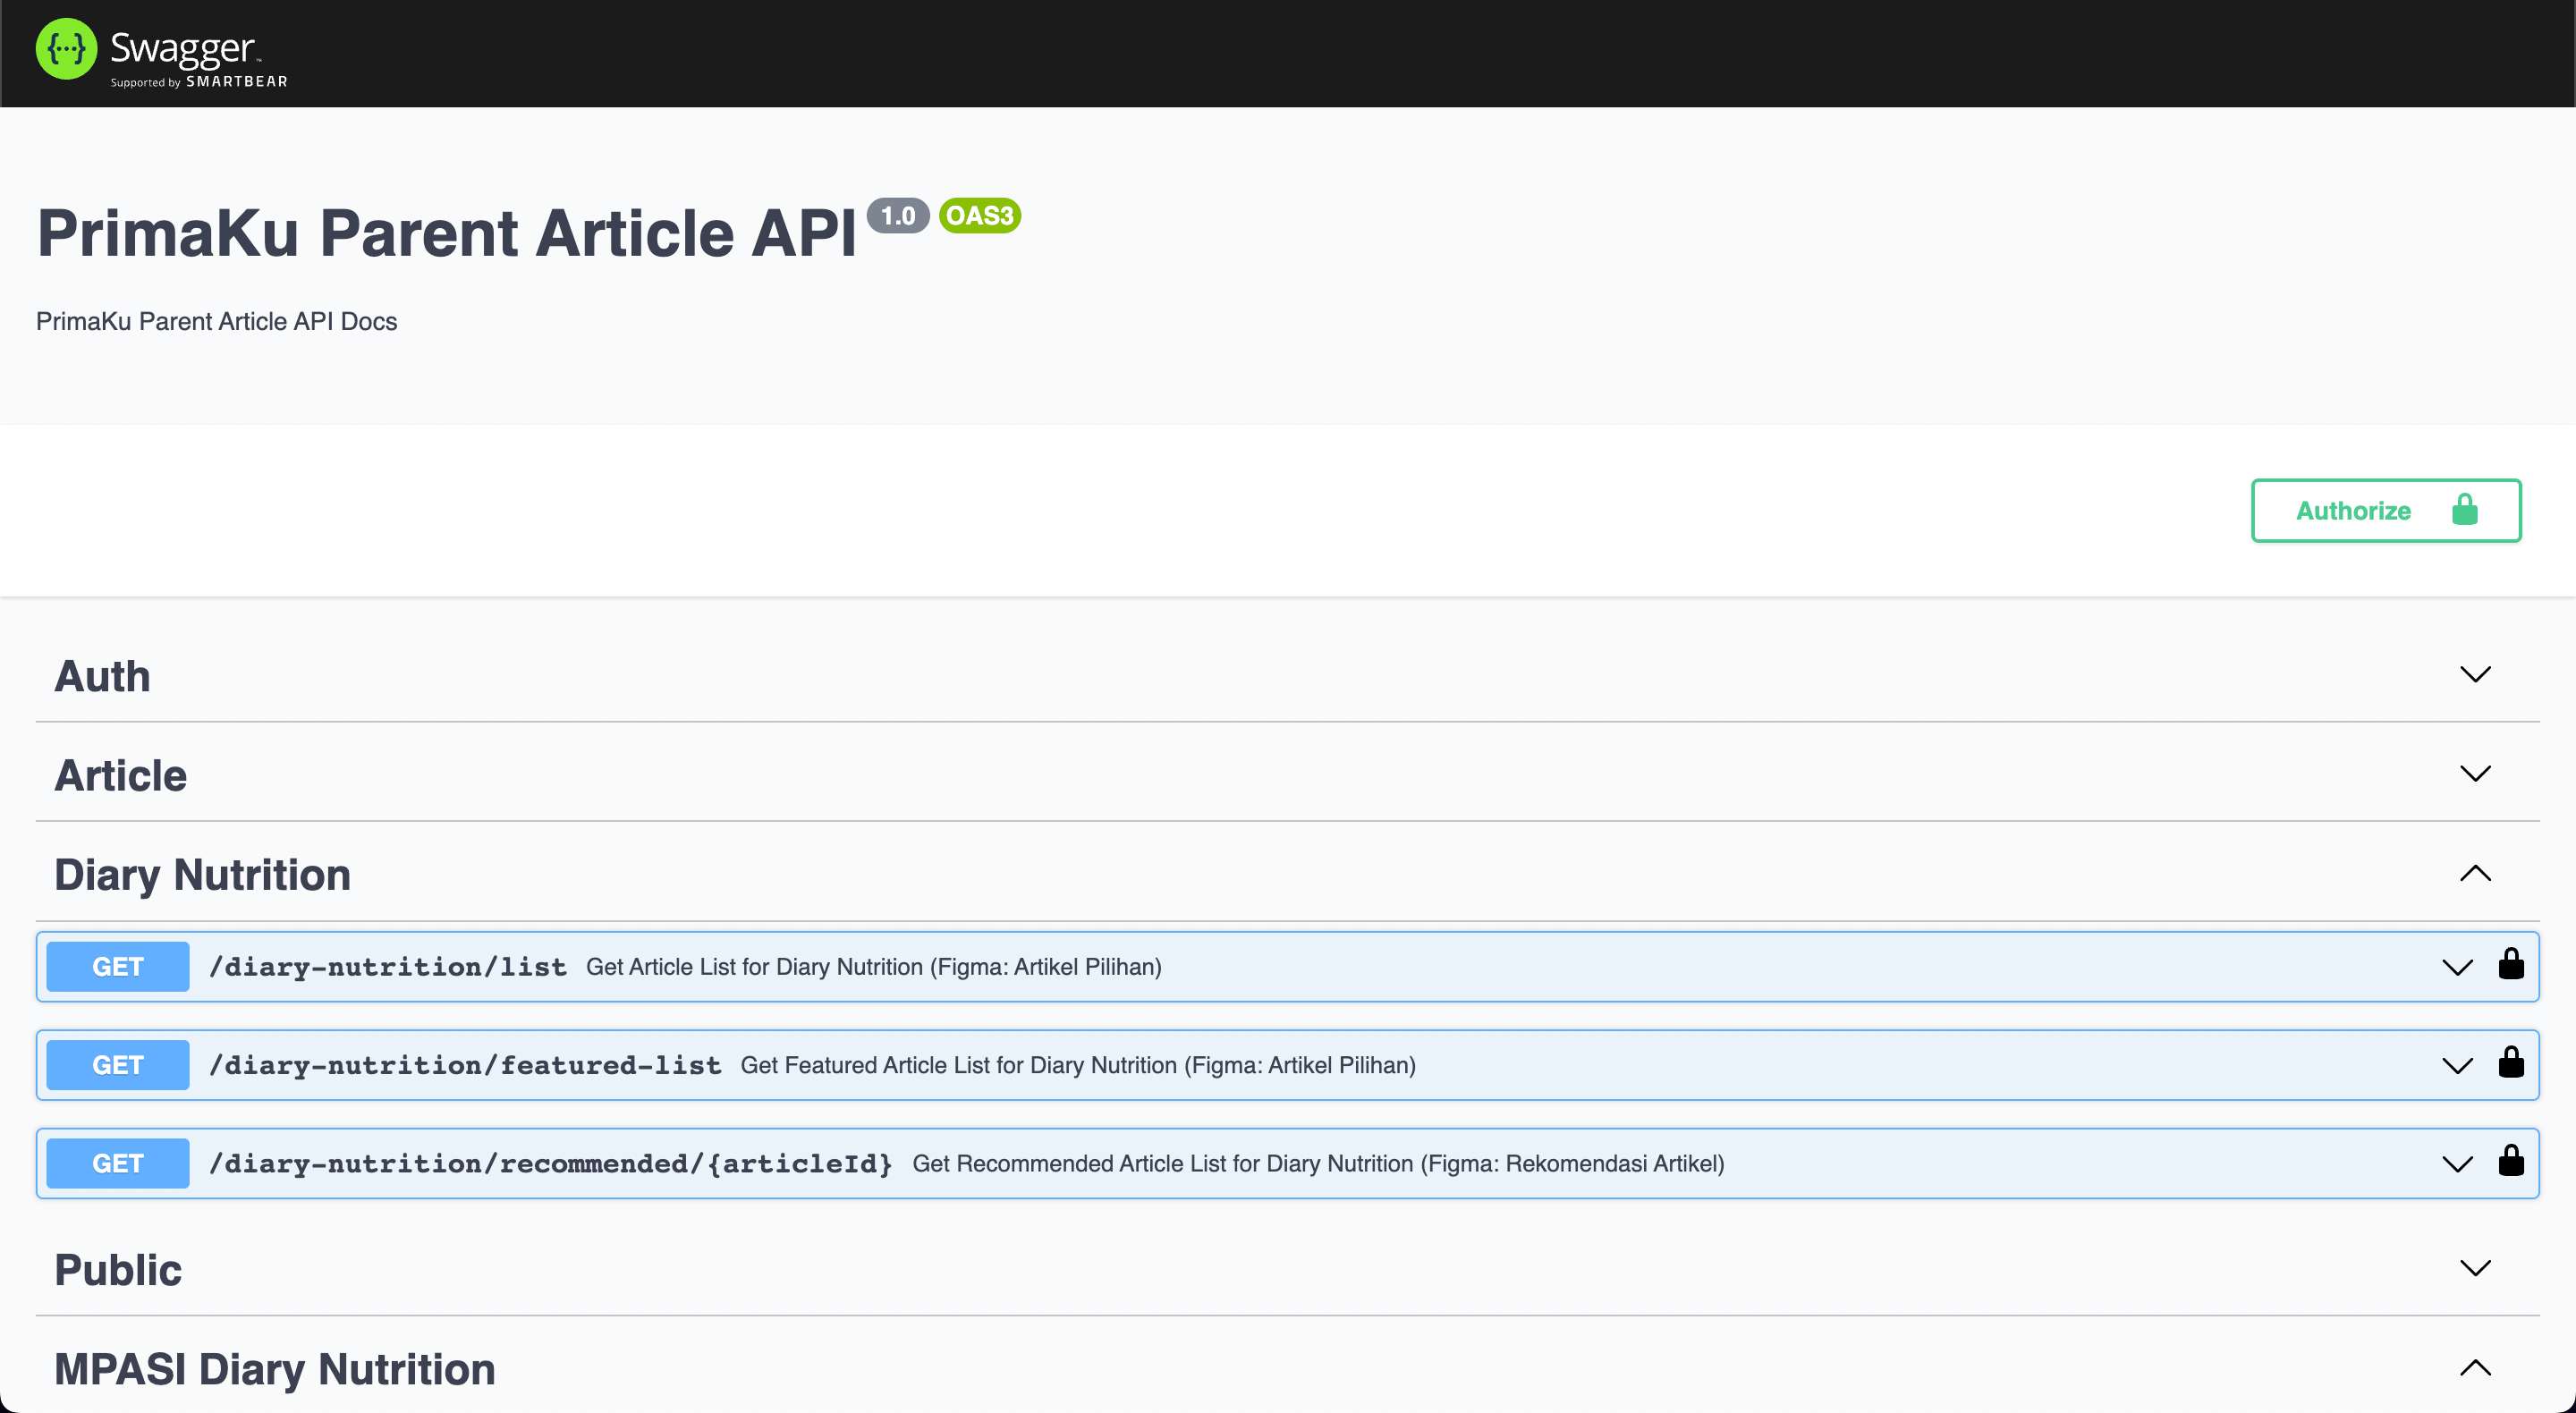 Swagger
Supported by SMARTBEAR
PrimaKu Parent Article API 1.0 OAS3
PrimaKu Parent Article API Docs
Authorize
Auth
Article
Diary Nutrition
GET /diary-nutrition/list Get Article List for Diary Nutrition (Figma: Artikel Pilihan)
GET /diary-nutrition/featured-list Get Featured Article List for Diary Nutrition (Figma: Artikel Pilihan)
GET /diary-nutrition/recommended/{articleId} Get Recommended Article List for Diary Nutrition (Figma: Rekomendasi Artikel)
Public
MPASI Diary Nutrition